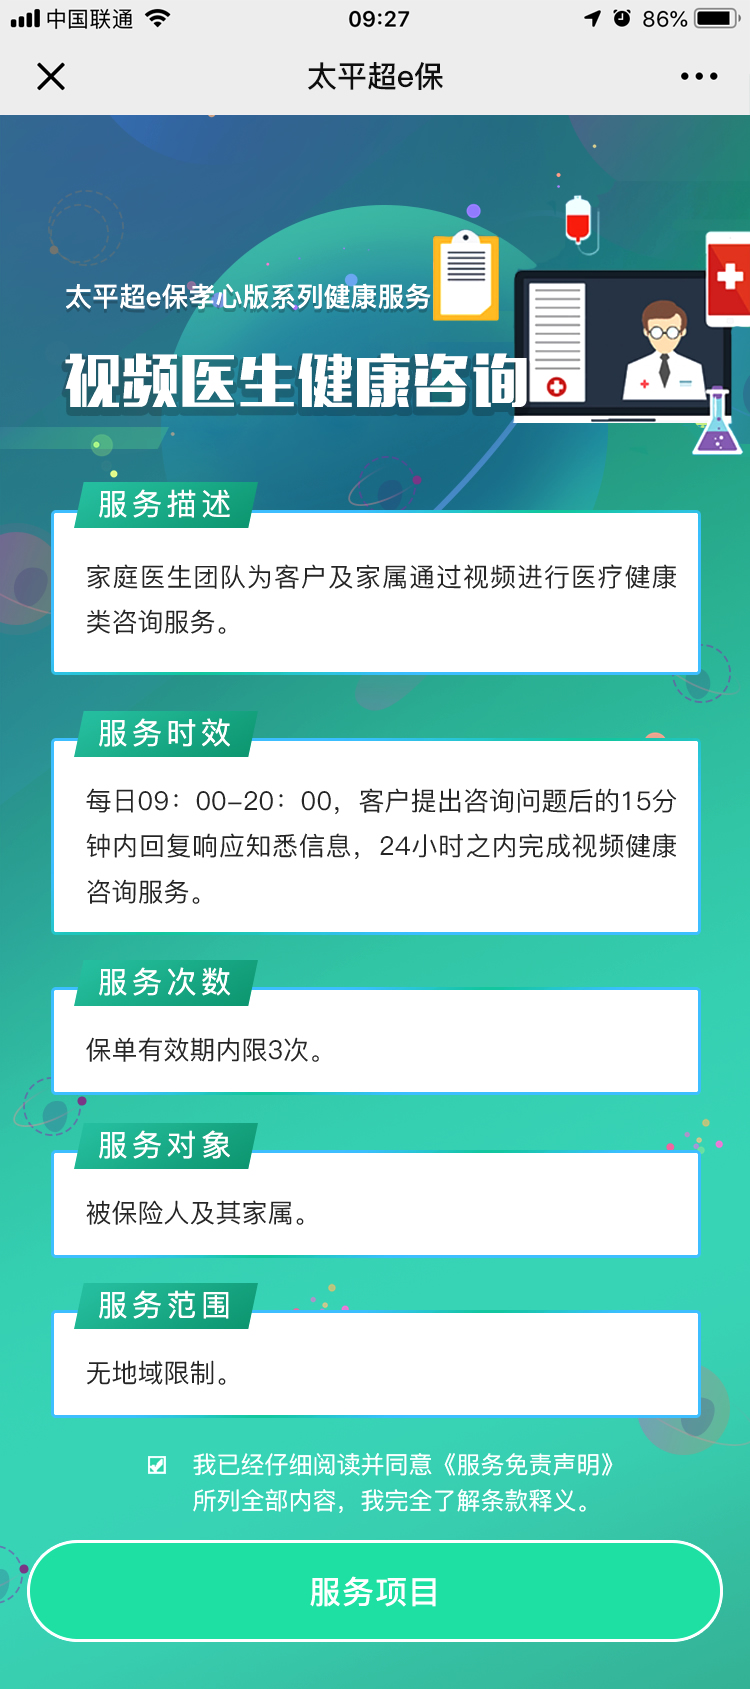 中国联通
09:27
86%
太平超e保
太平超e保孝心版系列健康服务
视频医生健康咨询
服务描述
家庭医生团队为客户及家属通过视频进行医疗健康
类咨询服务。
服务时效
每日09：00-20：00，客户提出咨询问题后的15分
钟内回复响应知悉信息，24小时之内完成视频健康
咨询服务。
服务次数
保单有效期内限3次。
服务对象
被保险人及其家属。
服务范围
无地域限制。
我已经仔细阅读并同意《服务免责声明》
所列全部内容，我完全了解条款释义。
服务项目